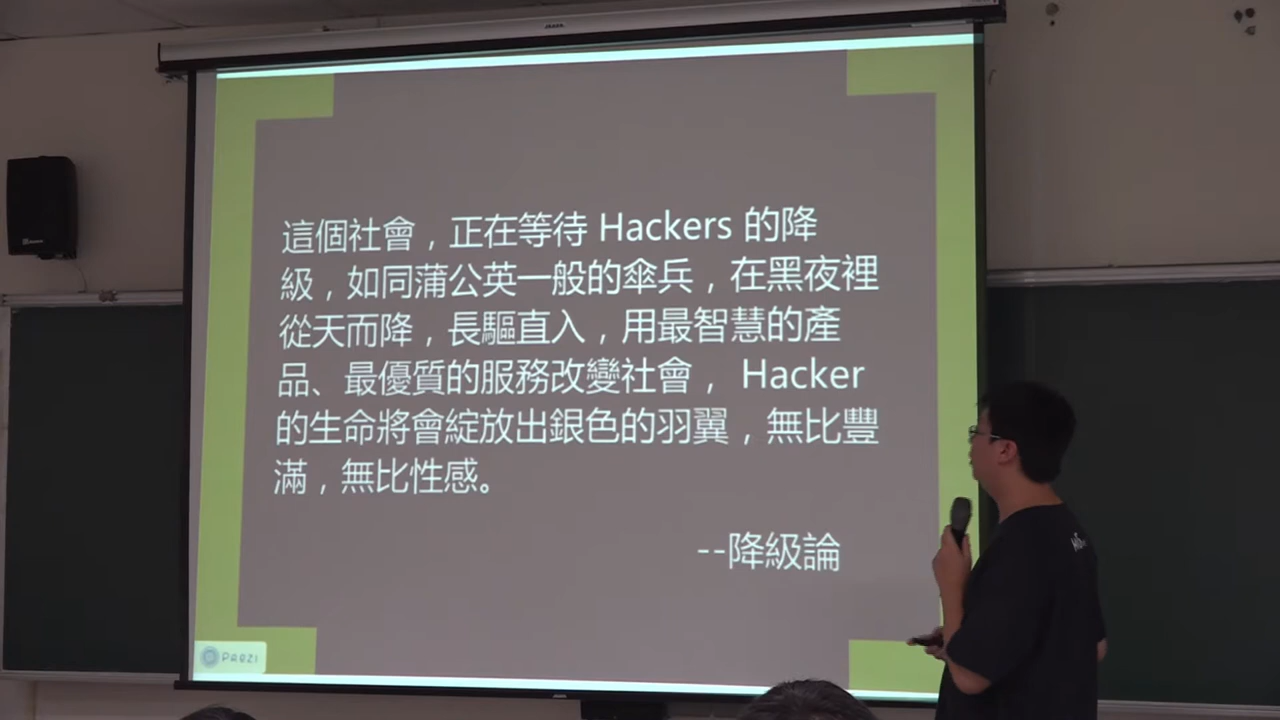 這個社會，正在等待 Hackers 的降
級，如同蒲公英一般的傘兵，在黑夜裡
從天而降，長驅直入，用最智慧的產
品、最優質的服務改變社會， Hacker
的生命將會綻放出銀色的羽翼，無比豐
滿，無比性感。
--降級論